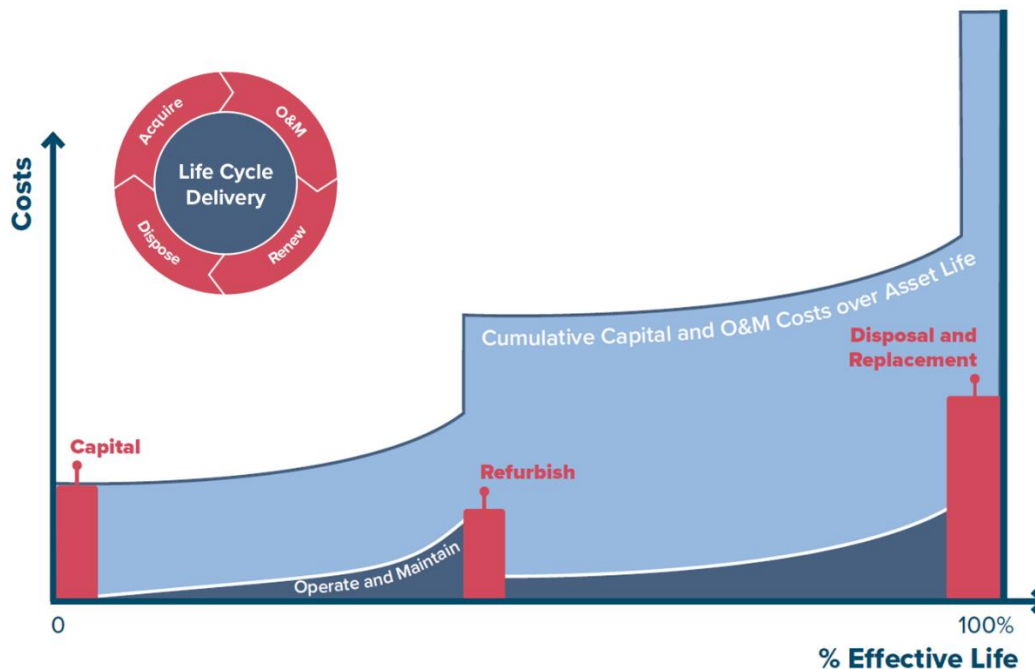 Costs
Acquire
O&M
Renew
Dispose
Life Cycle
Delivery
Cumulative Capital and O&M Costs over Asset Life
Disposal and
Replacement
Capital
Refurbish
Operate and Maintain
0
100%
% Effective Life